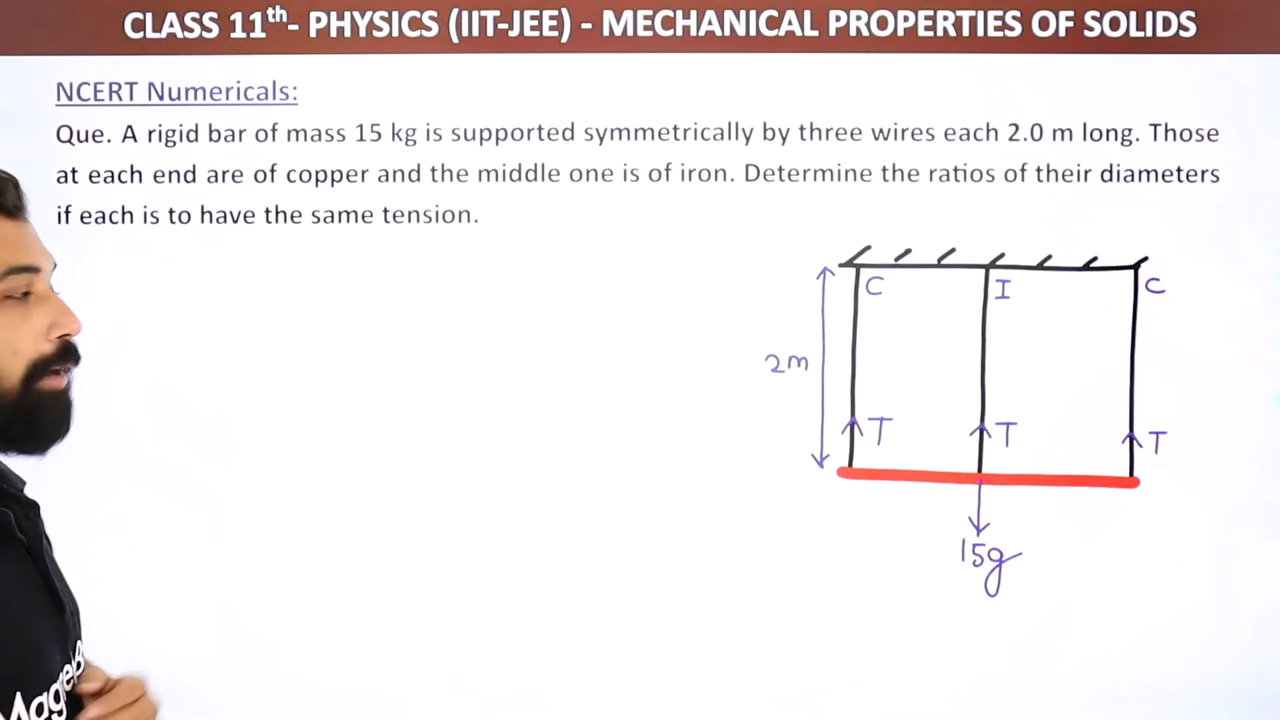 CLASS 11th- PHYSICS (IIT-JEE) - MECHANICAL PROPERTIES OF SOLIDS
NCERT Numericals:
Que. A rigid bar of mass 15 kg is supported symmetrically by three wires each 2.0 m long. Those
at each end are of copper and the middle one is of iron. Determine the ratios of their diameters
if each is to have the same tension.
C I C
2m
T T T
15g